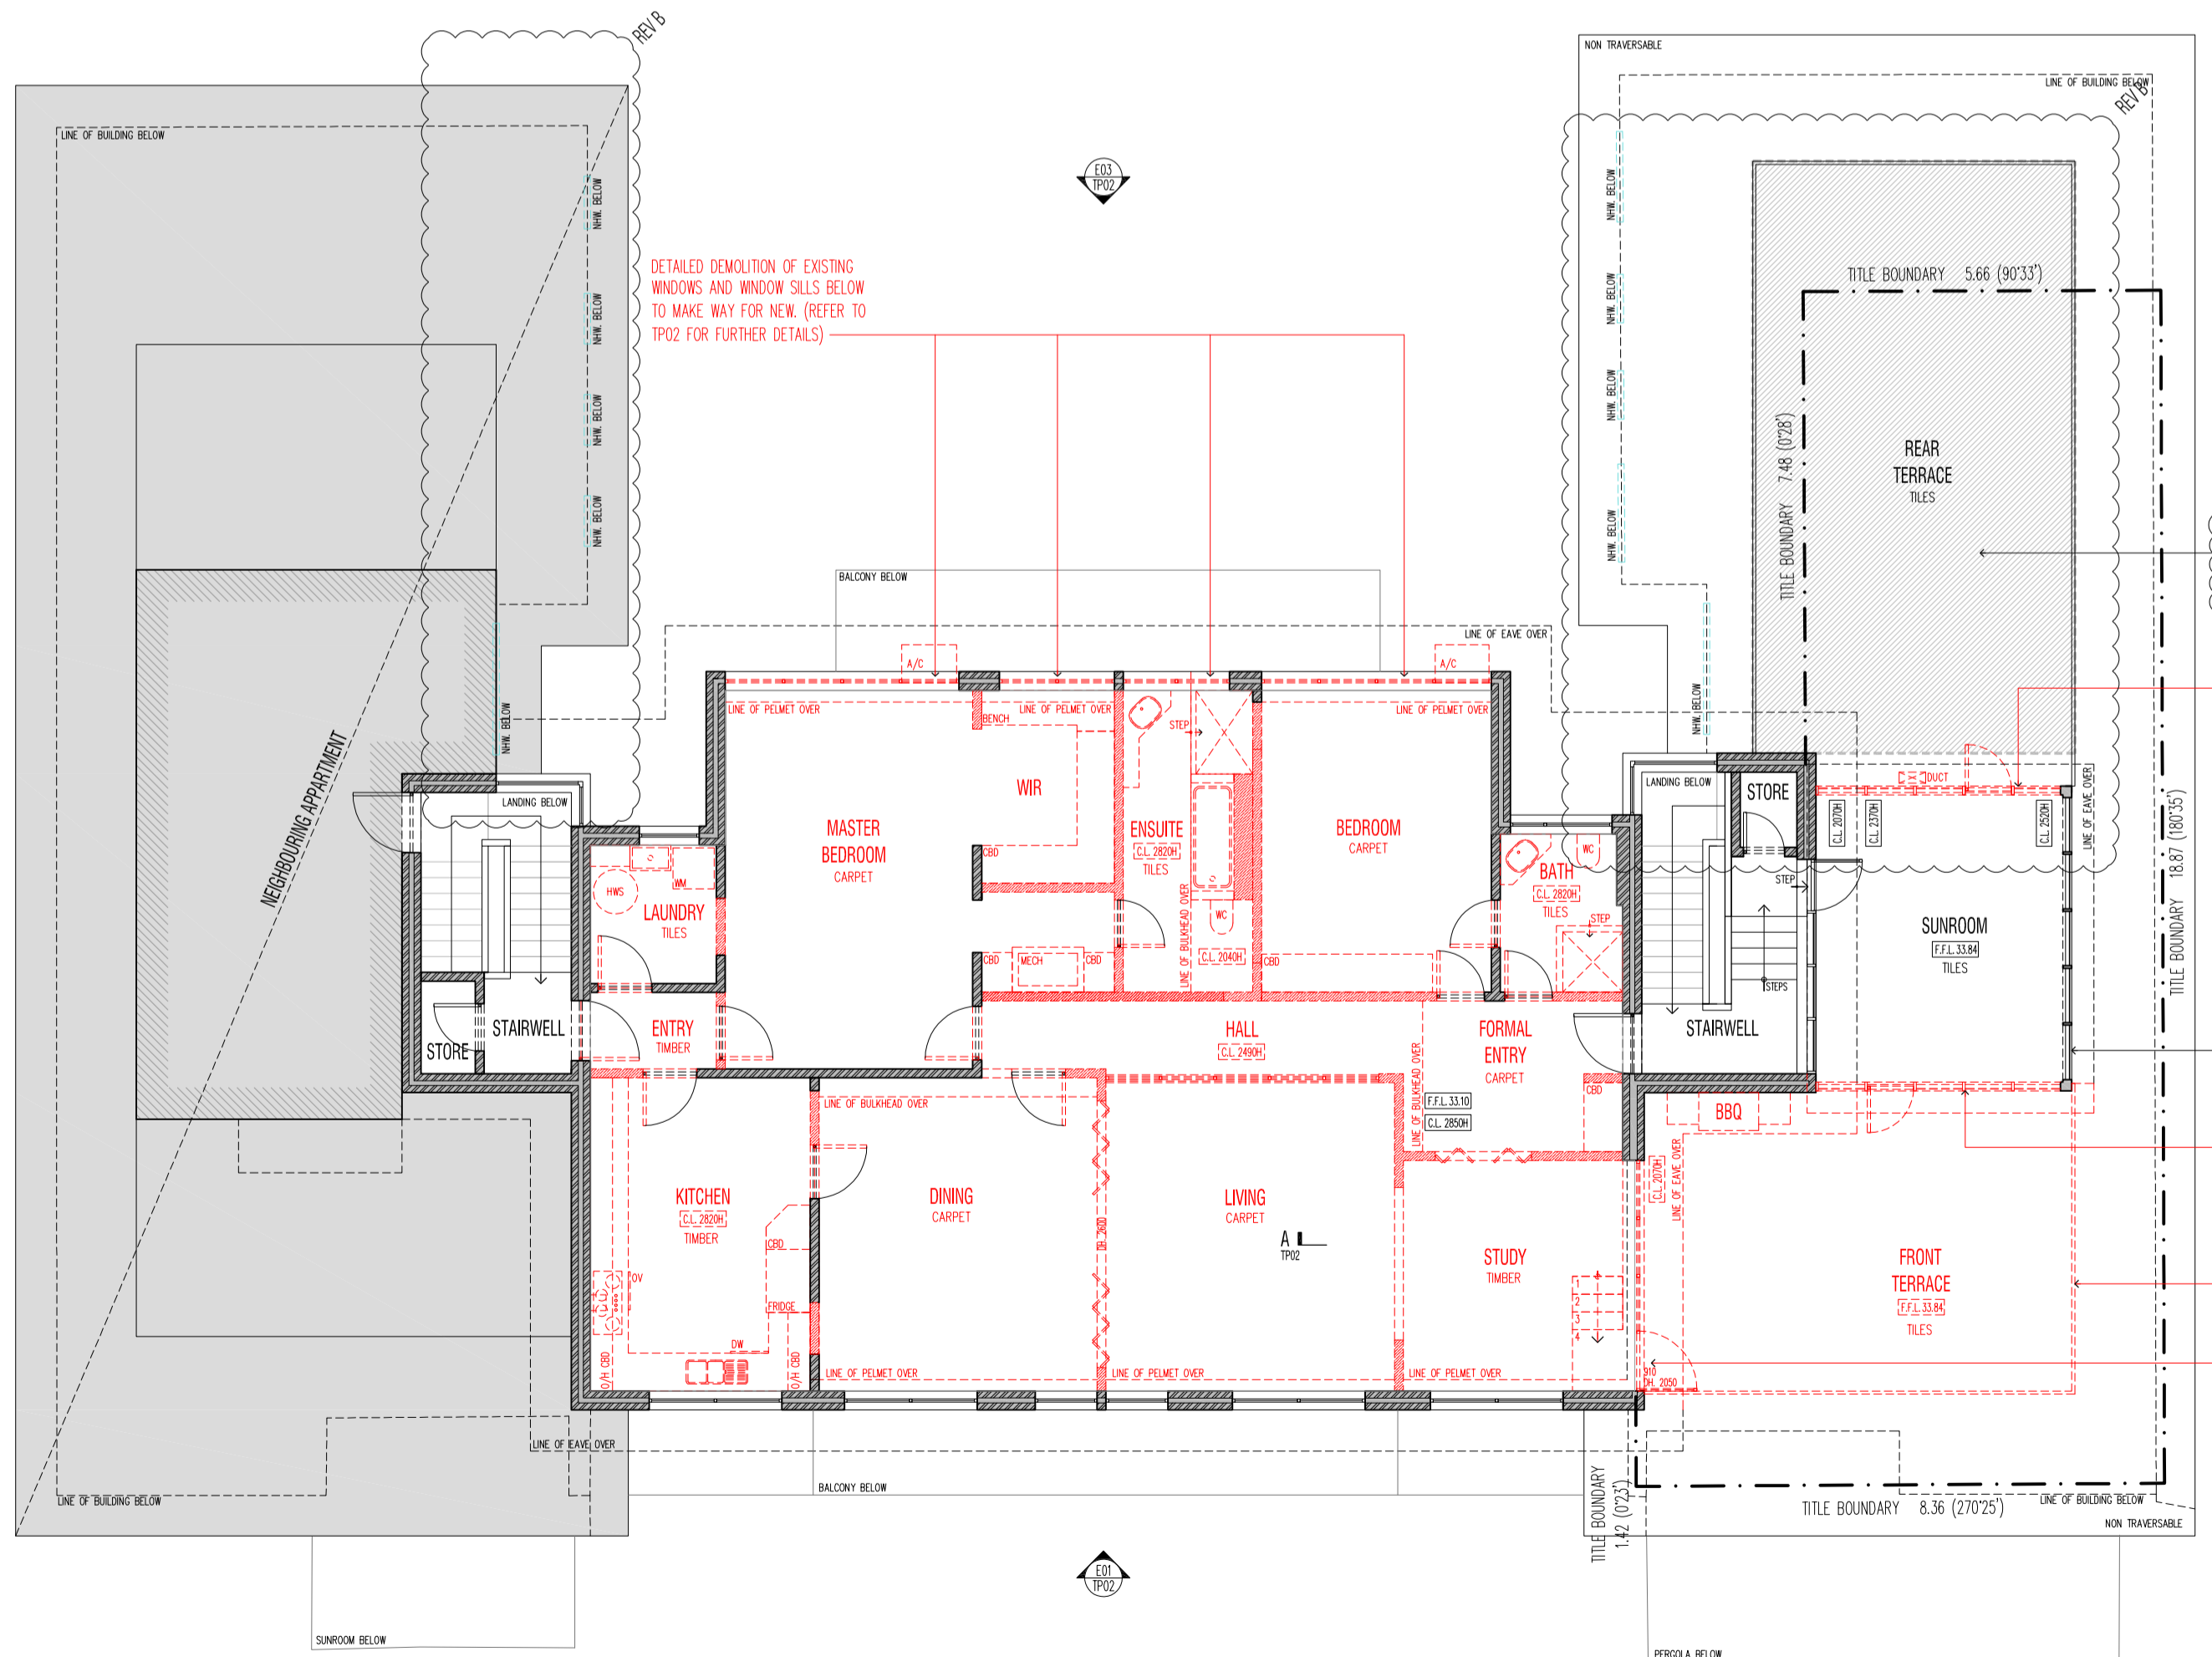 REV B
NON TRAVERSABLE
LINE OF BUILDING BELOW
REV B
LINE OF BUILDING BELOW
E03
TP02
NHW. BELOW
NHW. BELOW
NHW. BELOW
NHW. BELOW
NHW. BELOW
DETAILED DEMOLITION OF EXISTING
WINDOWS AND WINDOW SILLS BELOW
TO MAKE WAY FOR NEW. (REFER TO
TP02 FOR FURTHER DETAILS)
NHW. BELOW
NHW. BELOW
NHW. BELOW
NHW. BELOW
NHW. BELOW
TITLE BOUNDARY 5.66 (90°33')
TITLE BOUNDARY 7.48 (0°28')
REAR
TERRACE
TILES
BALCONY BELOW
LINE OF EAVE OVER
A/C
A/C
LINE OF PELMET OVER
BENCH
LINE OF PELMET OVER
STEP
LINE OF PELMET OVER
NEIGHBOURING APPARTMENT
LANDING BELOW
LANDING BELOW
STORE
DUCT
C.L. 2070H
C.L. 2370H
C.L. 2520H
LINE OF EAVE OVER
TITLE BOUNDARY 18.87 (180°35')
WIR
MASTER
BEDROOM
CARPET
CBD
ENSUITE
C.L. 2820H
TILES
BEDROOM
CARPET
WC
BATH
C.L. 2820H
TILES
STEP
STEP
HWS
WM
LAUNDRY
TILES
WC
LINE OF BULKHEAD OVER
C.L. 2040H
CBD
MECH
CBD
CBD
SUNROOM
F.F.L. 33.84
TILES
STEPS
STAIRWELL
STORE
ENTRY
TIMBER
HALL
C.L. 2490H
FORMAL
ENTRY
CARPET
STAIRWELL
LINE OF BULKHEAD OVER
LINE OF BULKHEAD OVER
F.F.L. 33.10
C.L. 2850H
CBD
BBQ
KITCHEN
C.L. 2820H
TIMBER
CBD
DINING
CARPET
LIVING
CARPET
A
TP02
C.L. 2070H
LINE OF EAVE OVER
STUDY
TIMBER
FRONT
TERRACE
F.F.L. 33.84
TILES
OV
FRIDGE
DW
O/H CBD
O/H CBD
1
2
3
4
LINE OF PELMET OVER
LINE OF PELMET OVER
LINE OF PELMET OVER
910
DH. 2050
LINE OF EAVE OVER
BALCONY BELOW
LINE OF BUILDING BELOW
TITLE BOUNDARY
1.42 (0°23')
TITLE BOUNDARY 8.36 (270°25')
LINE OF BUILDING BELOW
NON TRAVERSABLE
E01
TP02
SUNROOM BELOW
PERGOLA BELOW